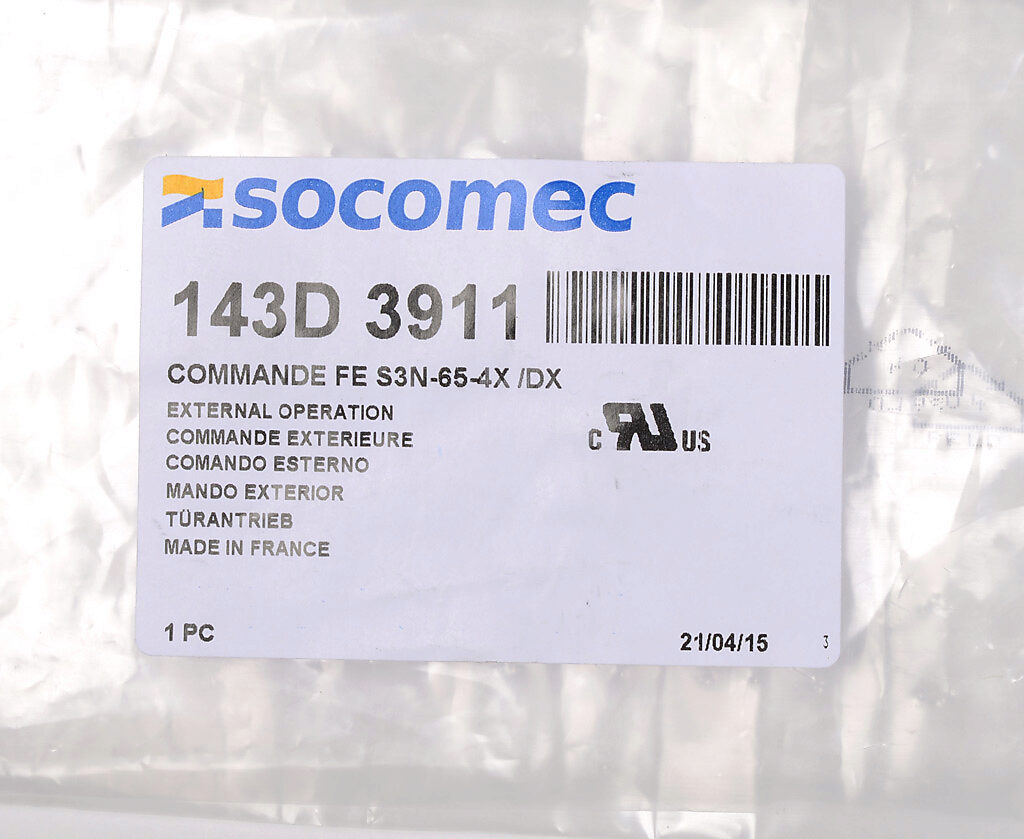 socomec
143D 3911
COMMANDE FE S3N-65-4X /DX
EXTERNAL OPERATION
COMMANDE EXTERIEURE
COMANDO ESTERNO
MANDO EXTERIOR
TÜRANTRIEB
MADE IN FRANCE
C RU US
1 PC
21/04/15
3